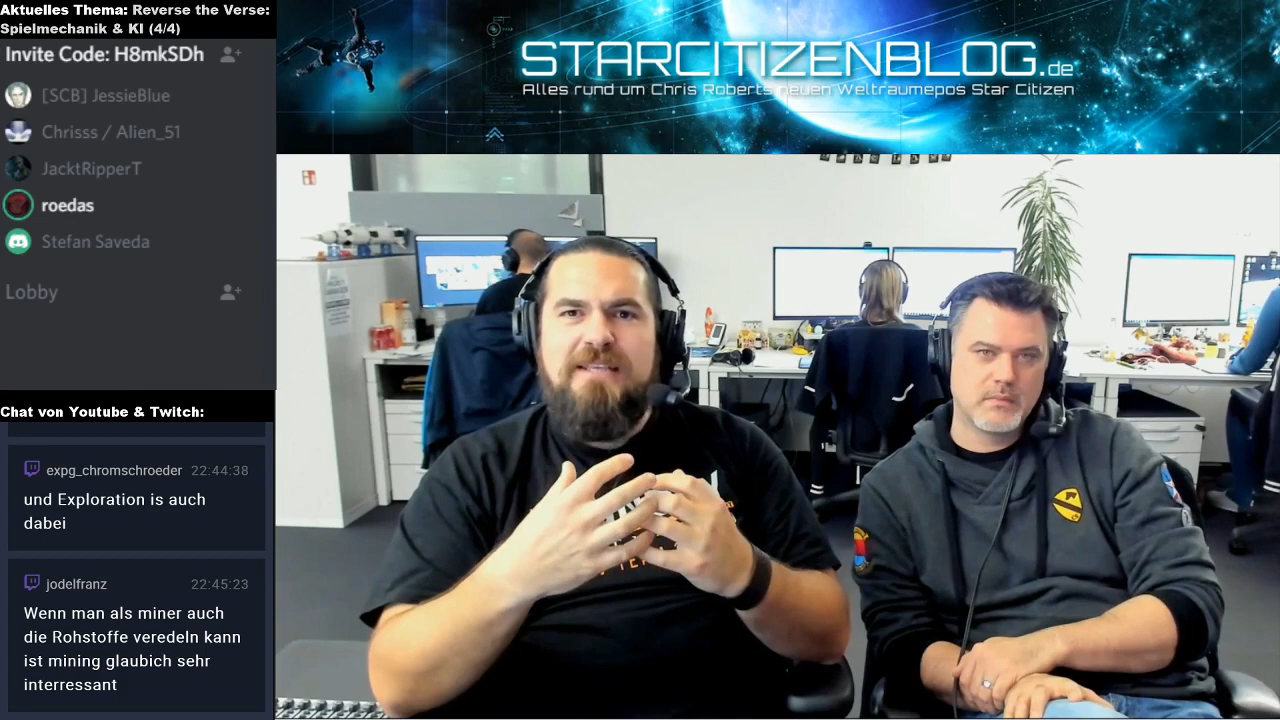 Aktuelles Thema: Reverse the Verse:
Spielmechanik & KI (4/4)
Invite Code: H8mkSDh
[SCB] JessieBlue
Chrisss / Alien_51
JacktRipperT
roedas
Stefan Saveda
Lobby
Chat von Youtube & Twitch:
expg_chromschroeder 22:44:38
und Exploration is auch
dabei
jodelfranz 22:45:23
Wenn man als miner auch
die Rohstoffe veredeln kann
ist mining glaubich sehr
interressant
STARCITIZENBLOG.de
Alles rund um Chris Roberts neuen Weltraumepos Star Citizen